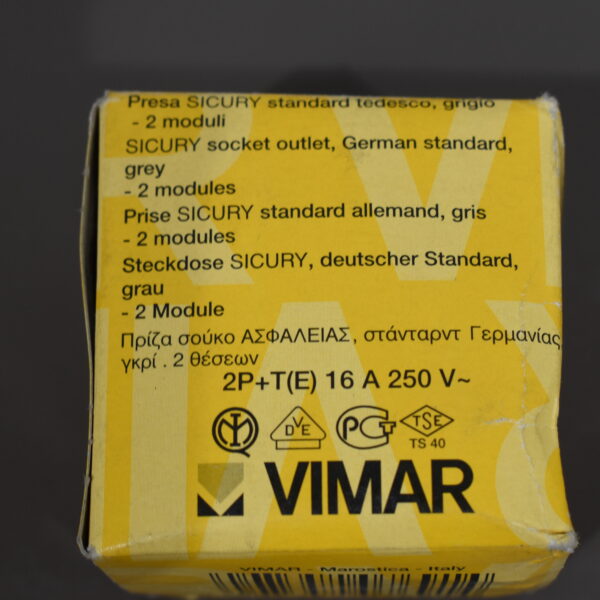 Presa SICURY standard tedesco, grigio
- 2 moduli
SICURY socket outlet, German standard,
grey
- 2 modules
Prise SICURY standard allemand, gris
- 2 modules
Steckdose SICURY, deutscher Standard,
grau
- 2 Module
Πρίζα σούκο ΑΣΦΑΛΕΙΑΣ, στάνταρντ Γερμανίας,
γκρί . 2 θέσεων
2P+T(E) 16 A 250 V~
DVE PCT TSE
TS 40
VIMAR
VIMAR - Marostica - Italy